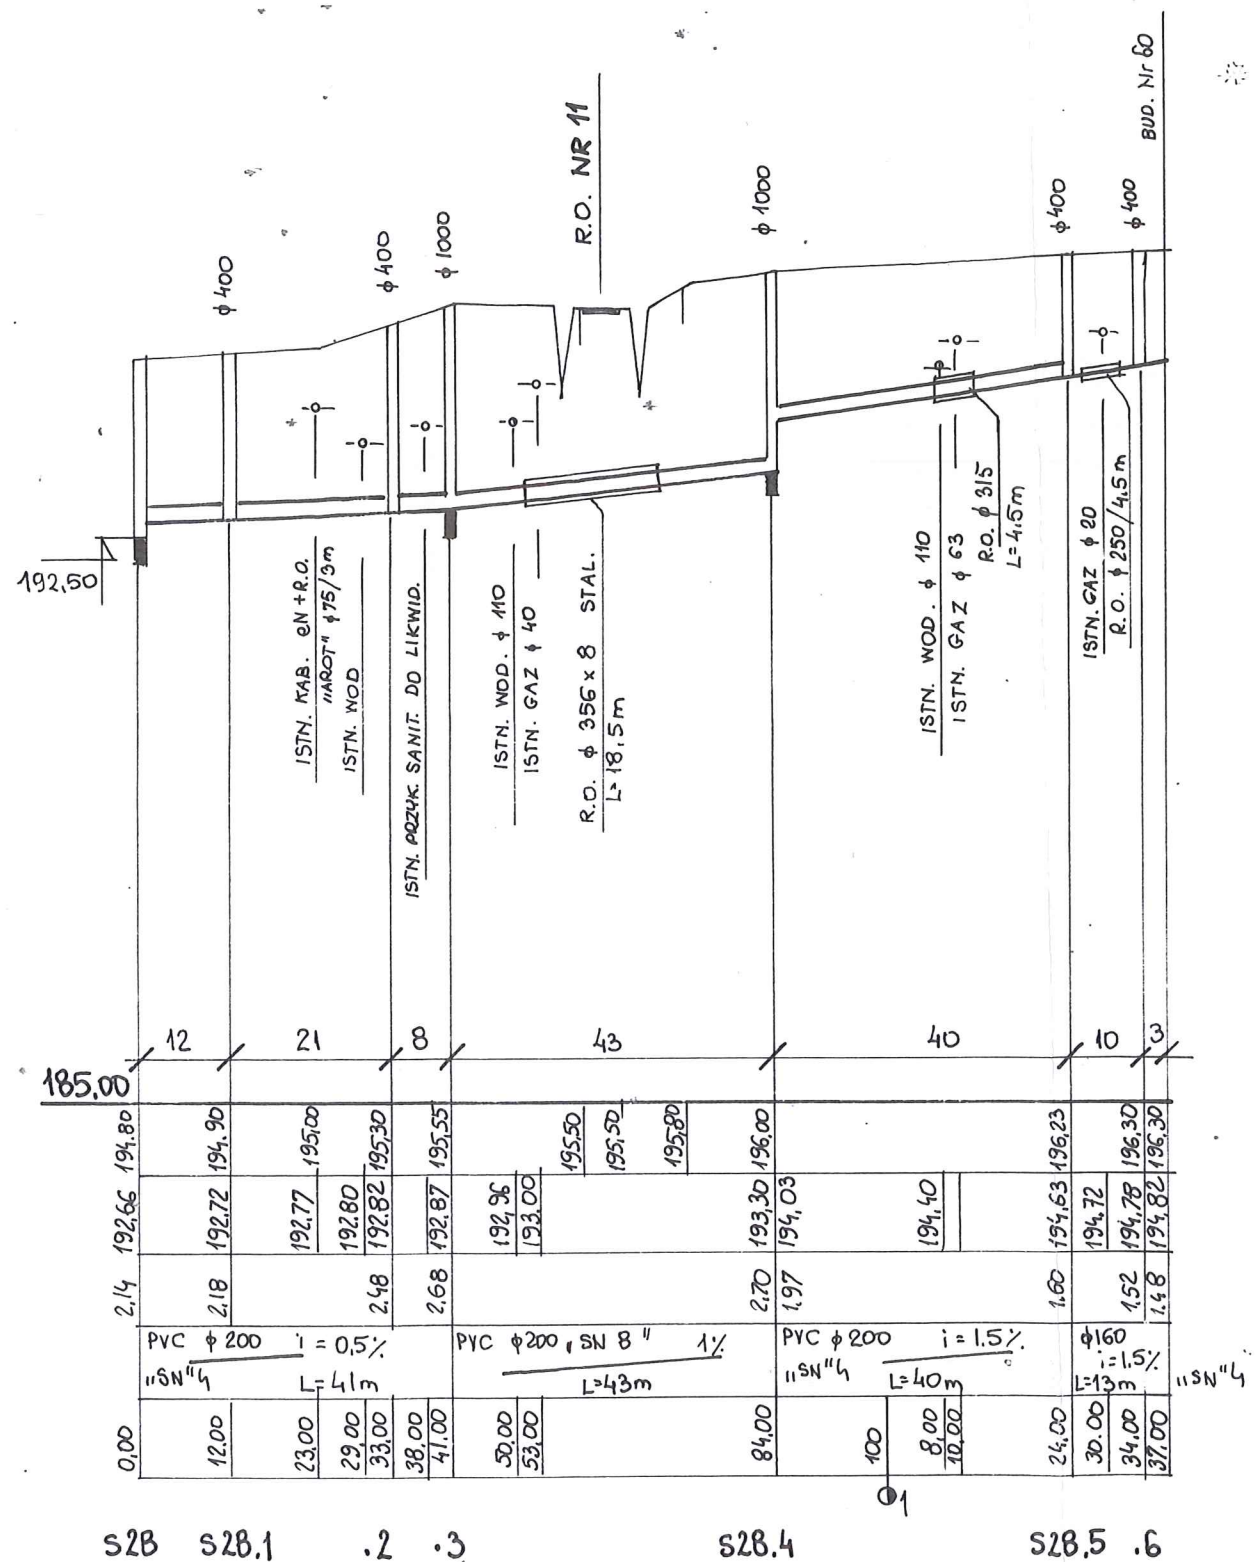 BUD. Nr 60
R.O. NR 11
ϕ 400
ϕ 400
ϕ 1000
ϕ 1000
ϕ 400
ϕ 400
192,50
ISTN. KAB. eN + R.O.
"AROT" ϕ 75/3m
ISTN. WOD
ISTN. PRZYK. SANIT. DO LIKWID.
ISTN. WOD. ϕ 110
ISTN. GAZ ϕ 40
R.O. ϕ 356 x 8 STAL.
L=18,5m
ISTN. WOD. ϕ 110
ISTN. GAZ ϕ 63
R.O. ϕ 315
L=4,5m
ISTN. GAZ ϕ 20
R.O. ϕ 250/4,5m
12 21 8 43 40 10 3
185,00
194.80 194.90 195,00 195,30 195,55 195,50 195,50 195,80 196,00 196,23 196,30 196,30
192,66 192,72 192,77 192,80 192,82 192,87 192,96 193,00 193,30 194,03 194,40 194,63 194,72 194,78 194,82
2,14 2.18 2,48 2.68 2,70 1,97 1.60 1,52 1.48
PVC ϕ 200 i = 0,5% PVC ϕ 200 "SN 8" 1% PVC ϕ 200 i = 1.5% ϕ160
i=1.5%
"SN"4 L=41m L=43m "SN"4 L=40m L=13m "SN"4
0,00 12.00 23,00 29,00 33,00 38,00 41,00 50,00 53,00 84,00 100 8,00 10,00 24,00 30.00 34,00 37.00
1
S28 S28.1 .2 .3 S28.4 S28.5 .6